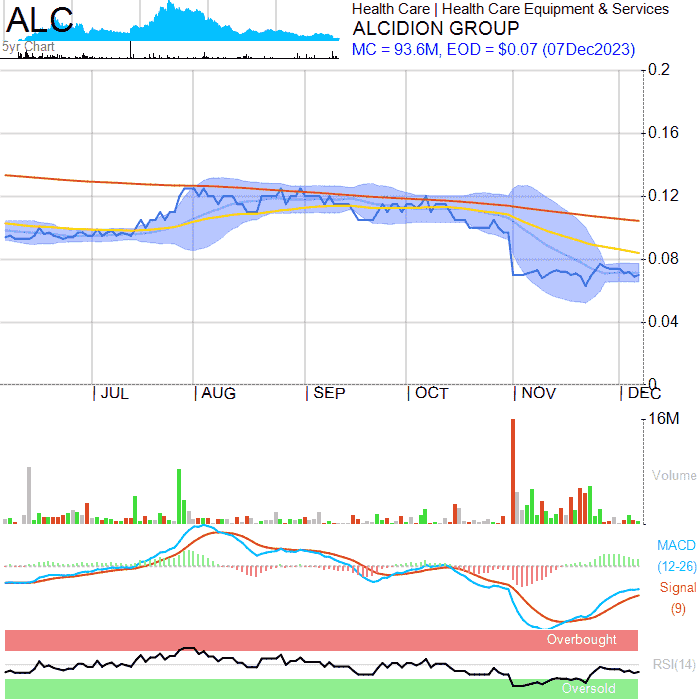 ALC
5yr Chart
Health Care | Health Care Equipment & Services
ALCIDION GROUP
MC = 93.6M, EOD = $0.07 (07Dec2023)
0.2
0.16
0.12
0.08
0.04
0
JUL AUG SEP OCT NOV DEC
16M
Volume
MACD
(12-26)
Signal
(9)
Overbought
RSI(14)
Oversold